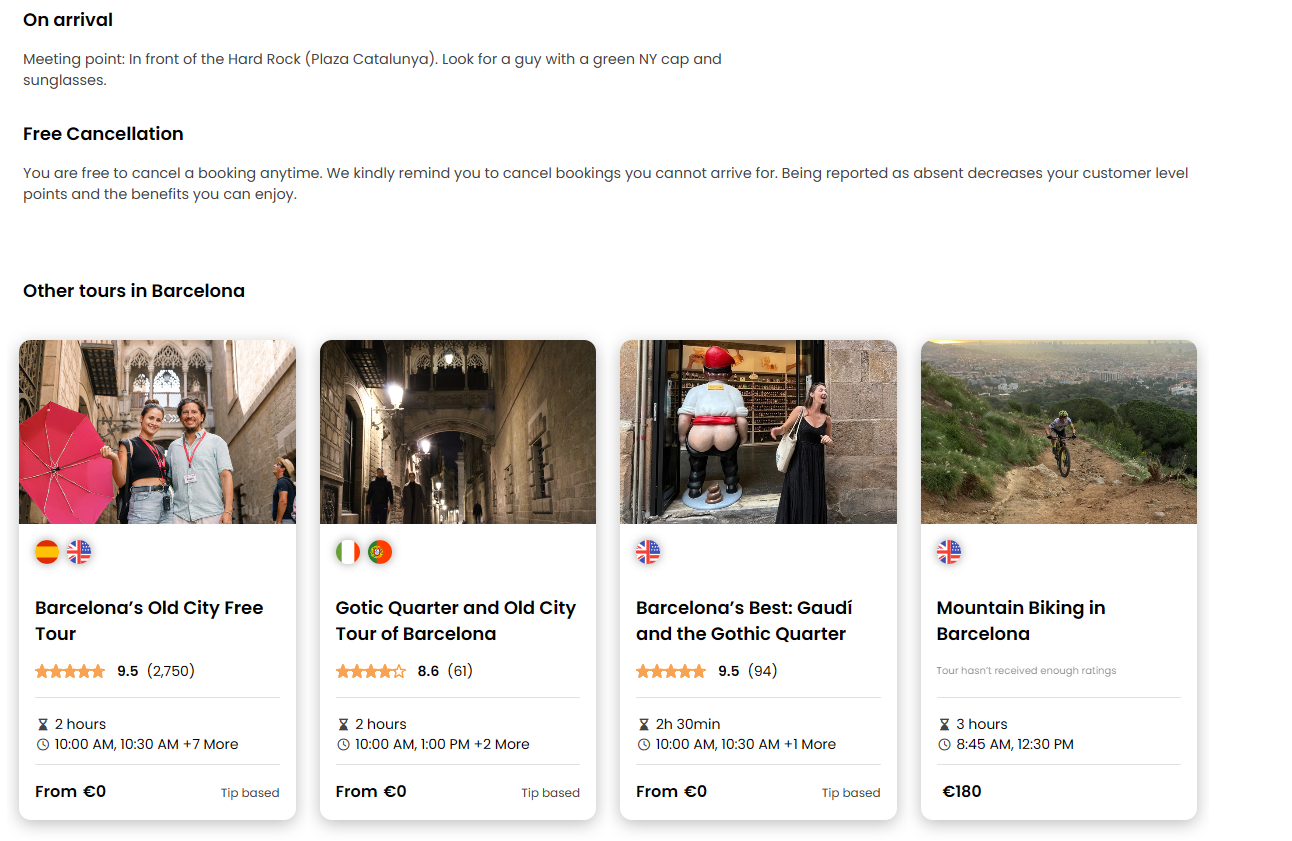 On arrival
Meeting point: In front of the Hard Rock (Plaza Catalunya). Look for a guy with a green NY cap and
sunglasses.
Free Cancellation
You are free to cancel a booking anytime. We kindly remind you to cancel bookings you cannot arrive for. Being reported as absent decreases your customer level
points and the benefits you can enjoy.
Other tours in Barcelona
Barcelona’s Old City Free
Tour
9.5 (2,750)
2 hours
10:00 AM, 10:30 AM +7 More
From €0 Tip based
Gotic Quarter and Old City
Tour of Barcelona
8.6 (61)
2 hours
10:00 AM, 1:00 PM +2 More
From €0 Tip based
Barcelona’s Best: Gaudí
and the Gothic Quarter
9.5 (94)
2h 30min
10:00 AM, 10:30 AM +1 More
From €0 Tip based
Mountain Biking in
Barcelona
Tour hasn't received enough ratings
3 hours
8:45 AM, 12:30 PM
€180